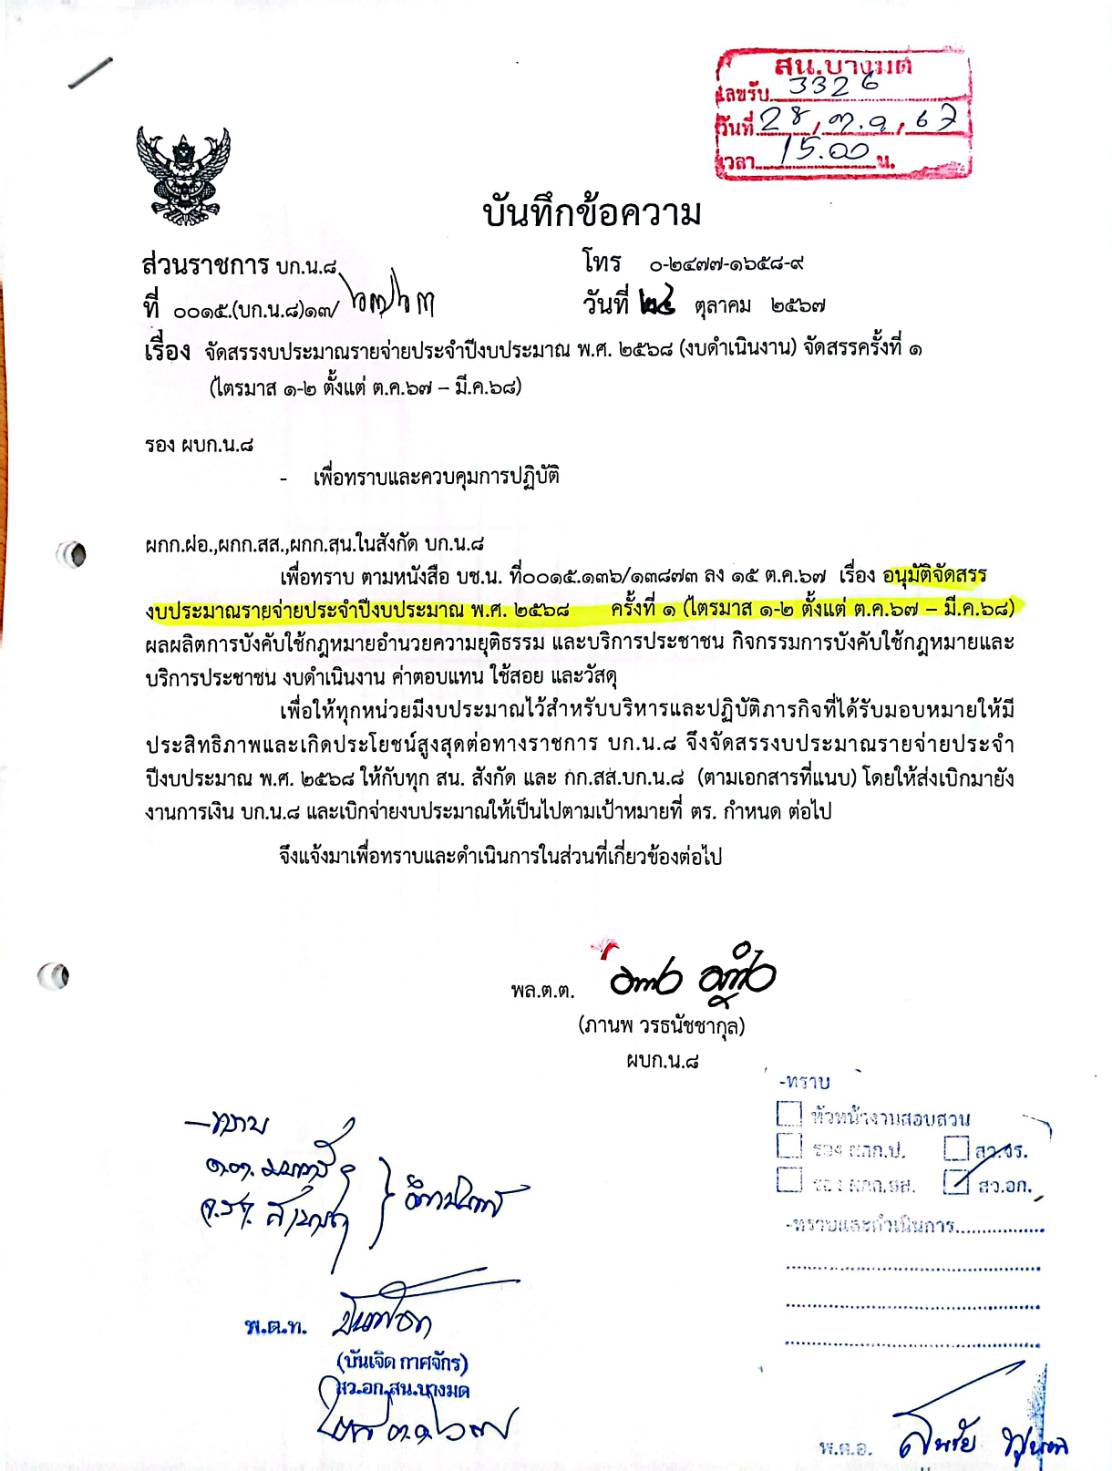 สน.บางมด
เลขรับ 3326
วันที่ 28 / ต.ค. / 67
เวลา 15.00 น.
บันทึกข้อความ
ส่วนราชการ บก.น.๘ โทร ๐-๒๔๗๗-๑๖๕๘-๙
ที่ ๐๐๑๕.(บก.น.๘)๑๓/ วันที่ ตุลาคม ๒๕๖๗
เรื่อง จัดสรรงบประมาณรายจ่ายประจำปีงบประมาณ พ.ศ. ๒๕๖๘ (งบดำเนินงาน) จัดสรรครั้งที่ ๑
(ไตรมาส ๑-๒ ตั้งแต่ ต.ค.๖๗ – มี.ค.๖๘)
รอง ผบก.น.๘
- เพื่อทราบและควบคุมการปฏิบัติ
ผกก.ฝอ.,ผกก.สส.,ผกก.สน.ในสังกัด บก.น.๘
เพื่อทราบ ตามหนังสือ บช.น. ที่๐๐๑๕.๑๓๖/๑๓๘๗๓ ลง ๑๕ ต.ค.๖๗ เรื่อง อนุมัติจัดสรร
งบประมาณรายจ่ายประจำปีงบประมาณ พ.ศ. ๒๕๖๘ ครั้งที่ ๑ (ไตรมาส ๑-๒ ตั้งแต่ ต.ค.๖๗ – มี.ค.๖๘)
ผลผลิตการบังคับใช้กฎหมายอำนวยความยุติธรรม และบริการประชาชน กิจกรรมการบังคับใช้กฎหมายและ
บริการประชาชน งบดำเนินงาน ค่าตอบแทน ใช้สอย และวัสดุ
เพื่อให้ทุกหน่วยมีงบประมาณไว้สำหรับบริหารและปฏิบัติภารกิจที่ได้รับมอบหมายให้มี
ประสิทธิภาพและเกิดประโยชน์สูงสุดต่อทางราชการ บก.น.๘ จึงจัดสรรงบประมาณรายจ่ายประจำ
ปีงบประมาณ พ.ศ. ๒๕๖๘ ให้กับทุก สน. สังกัด และ กก.สส.บก.น.๘ (ตามเอกสารที่แนบ) โดยให้ส่งเบิกมายัง
งานการเงิน บก.น.๘ และเบิกจ่ายงบประมาณให้เป็นไปตามเป้าหมายที่ ตร. กำหนด ต่อไป
จึงแจ้งมาเพื่อทราบและดำเนินการในส่วนที่เกี่ยวข้องต่อไป
พล.ต.ต.
(ภานพ วรธนัชชากุล)
ผบก.น.๘
-ทราบ
หัวหน้างานสอบสวน
รอง ผกก.ป. สว.จร.
รอง ผกก.สส. สว.อก.
-ทราบและดำเนินการ................
-ทราบ
พ.ต.ท.
(บันเจิด กาศจักร)
สว.อก.สน.บางมด
พ.ต.อ.